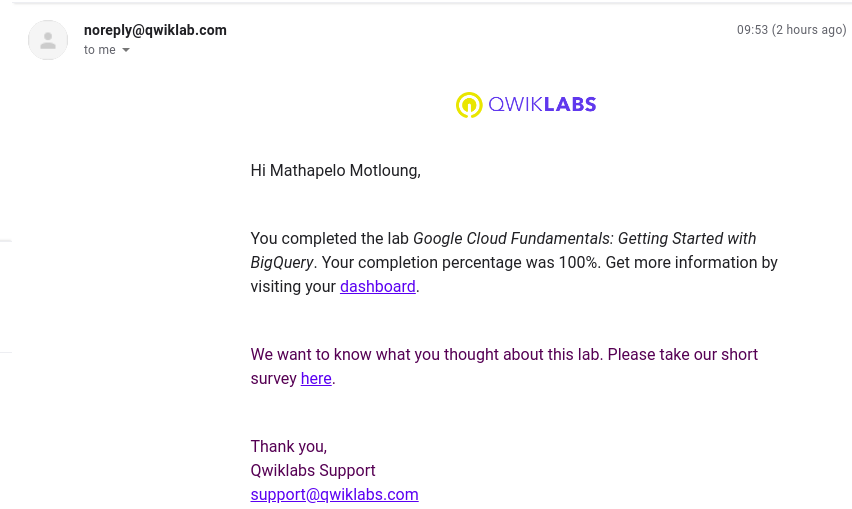 noreply@qwiklab.com
09:53 (2 hours ago)
to me
QWIKLABS
Hi Mathapelo Motloung,
You completed the lab Google Cloud Fundamentals: Getting Started with
BigQuery. Your completion percentage was 100%. Get more information by
visiting your dashboard.
We want to know what you thought about this lab. Please take our short
survey here.
Thank you,
Qwiklabs Support
support@qwiklabs.com